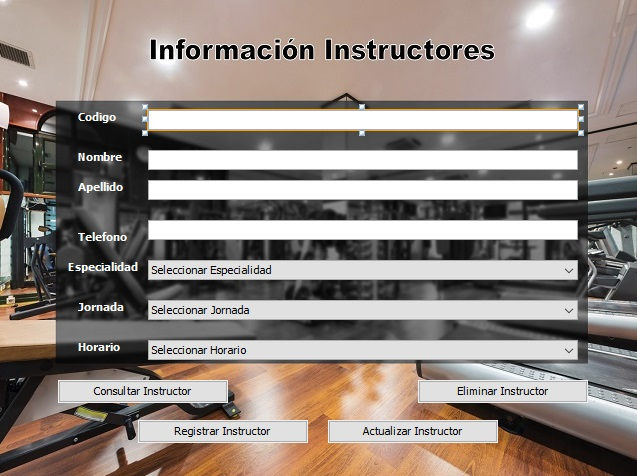 Información Instructores
Codigo
Nombre
Apellido
Telefono
Especialidad Seleccionar Especialidad
Jornada Seleccionar Jornada
Horario Seleccionar Horario
Consultar Instructor Eliminar Instructor
Registrar Instructor Actualizar Instructor